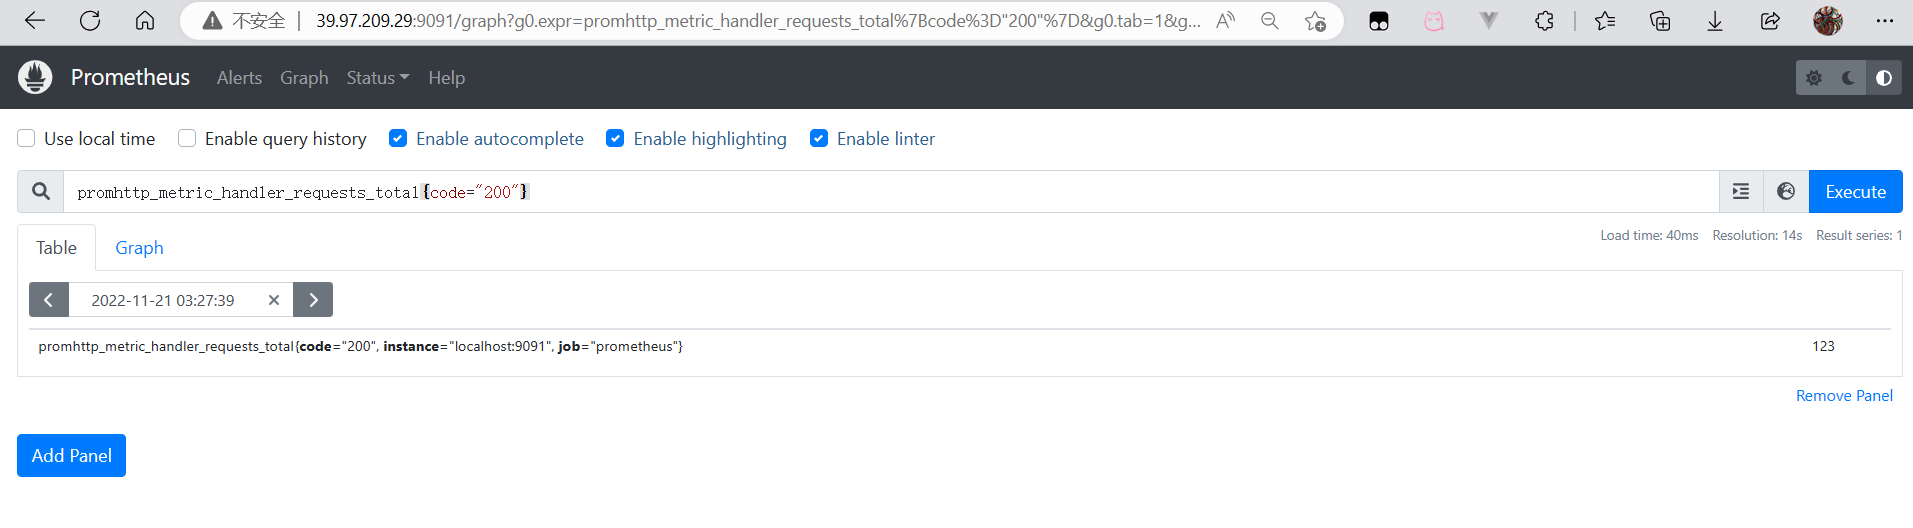 不安全 39.97.209.29:9091/graph?g0.expr=promhttp_metric_handler_requests_total%7Bcode%3D"200"%7D&g0.tab=1&g...
Prometheus Alerts Graph Status Help
Use local time Enable query history Enable autocomplete Enable highlighting Enable linter
promhttp_metric_handler_requests_total{code="200"} Execute
Table Graph Load time: 40ms Resolution: 14s Result series: 1
2022-11-21 03:27:39
promhttp_metric_handler_requests_total{code="200", instance="localhost:9091", job="prometheus"} 123
Remove Panel
Add Panel